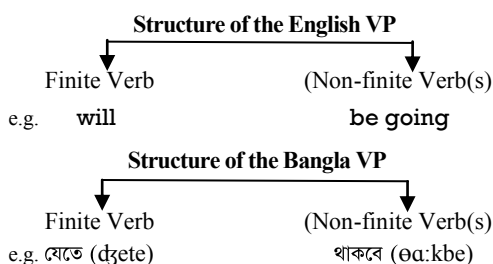 Structure of the English VP
Finite Verb (Non-finite Verb(s)
e.g. will be going
Structure of the Bangla VP
Finite Verb (Non-finite Verb(s)
e.g. যেতে (ʤete) থাকবে (ɵɑ:kbe)